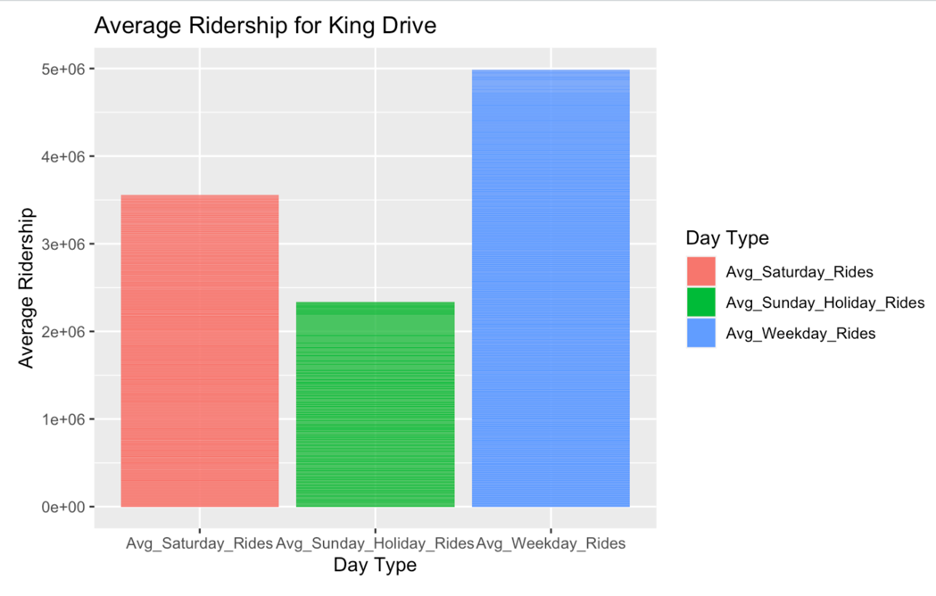 Average Ridership for King Drive
Average Ridership
5e+06
4e+06
3e+06
2e+06
1e+06
0e+00
Avg_Saturday_Rides Avg_Sunday_Holiday_Rides Avg_Weekday_Rides
Day Type
Day Type
Avg_Saturday_Rides
Avg_Sunday_Holiday_Rides
Avg_Weekday_Rides